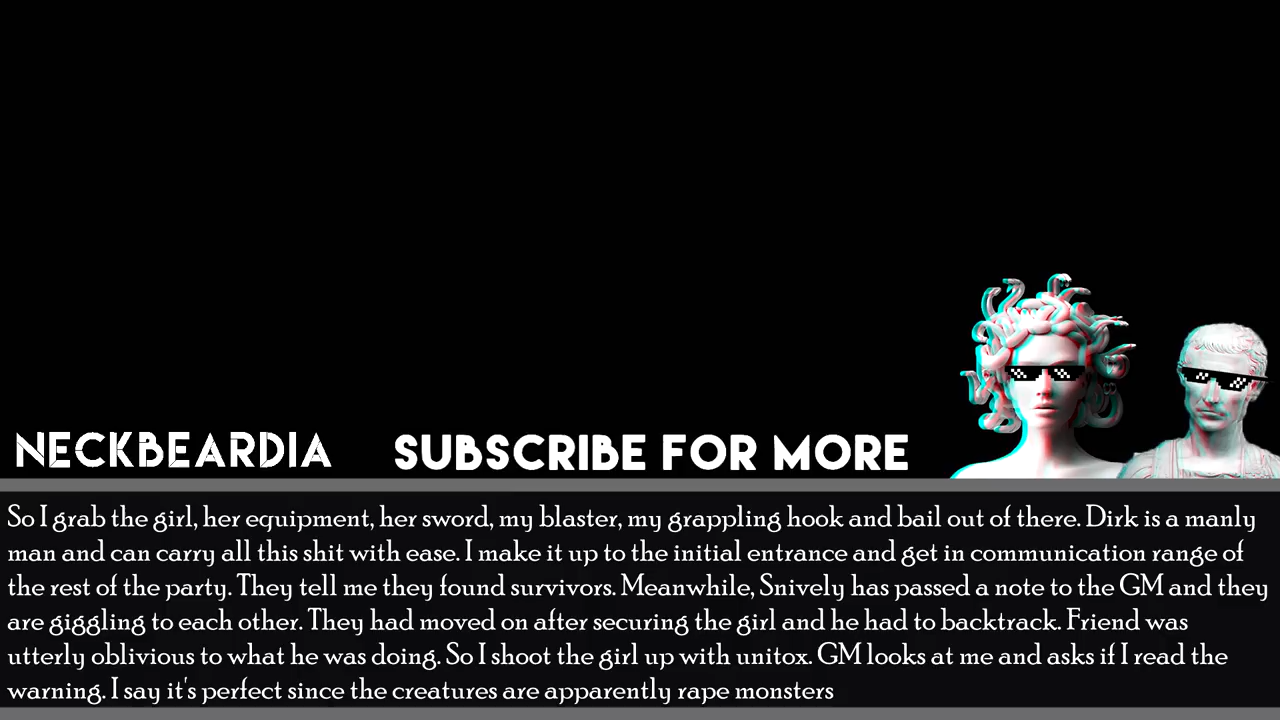 NECKBEARDIA
SUBSCRIBE FOR MORE
So I grab the girl, her equipment, her sword, my blaster, my grappling hook and bail out of there. Dirk is a manly
man and can carry all this shit with ease. I make it up to the initial entrance and get in communication range of
the rest of the party. They tell me they found survivors. Meanwhile, Snively has passed a note to the GM and they
are giggling to each other. They had moved on after securing the girl and he had to backtrack. Friend was
utterly oblivious to what he was doing. So I shoot the girl up with unitox. GM looks at me and asks if I read the
warning. I say it's perfect since the creatures are apparently rape monsters